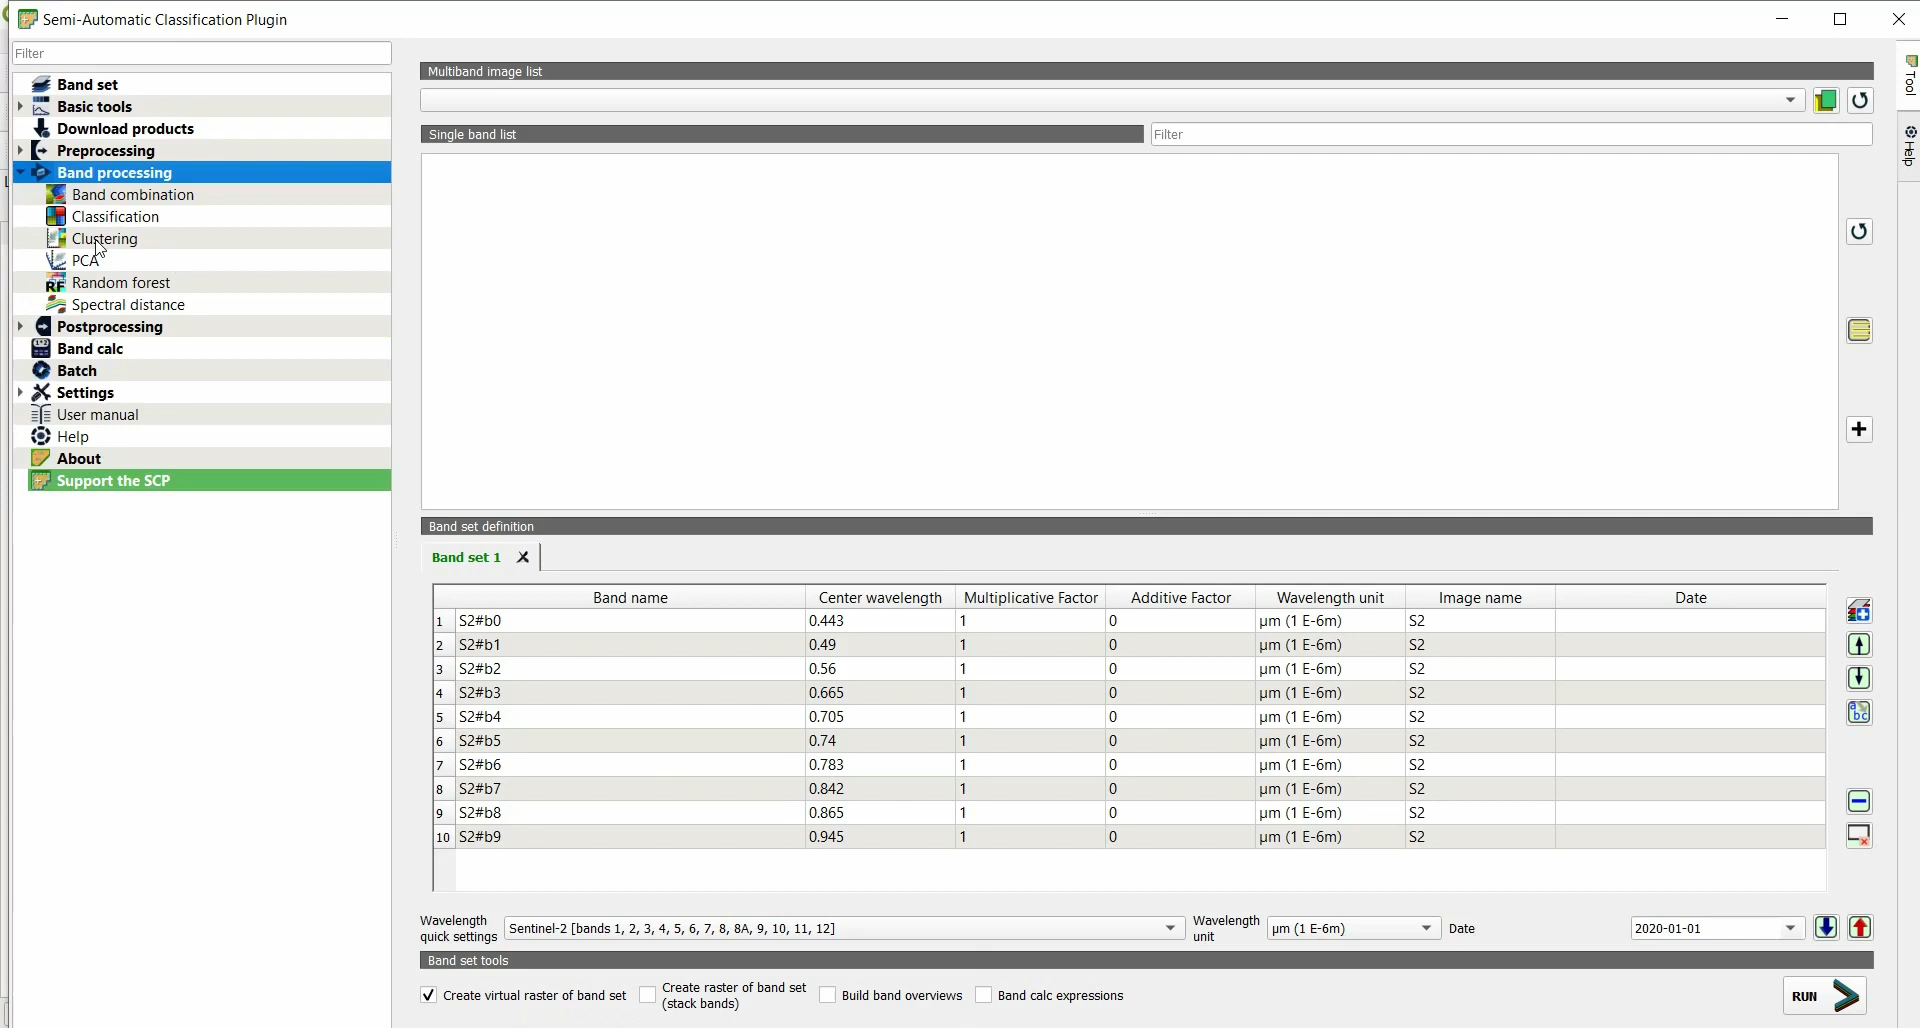 Semi-Automatic Classification Plugin
Filter
Band set
Basic tools
Download products
Preprocessing
Band processing
Band combination
Classification
Clustering
PCA
RF Random forest
Spectral distance
Postprocessing
Band calc
Batch
Settings
User manual
Help
About
Support the SCP
Multiband image list
Single band list
Filter
Band set definition
Band set 1
Band name Center wavelength Multiplicative Factor Additive Factor Wavelength unit Image name Date
1 S2#b0 0.443 1 0 µm (1 E-6m) S2
2 S2#b1 0.49 1 0 µm (1 E-6m) S2
3 S2#b2 0.56 1 0 µm (1 E-6m) S2
4 S2#b3 0.665 1 0 µm (1 E-6m) S2
5 S2#b4 0.705 1 0 µm (1 E-6m) S2
6 S2#b5 0.74 1 0 µm (1 E-6m) S2
7 S2#b6 0.783 1 0 µm (1 E-6m) S2
8 S2#b7 0.842 1 0 µm (1 E-6m) S2
9 S2#b8 0.865 1 0 µm (1 E-6m) S2
10 S2#b9 0.945 1 0 µm (1 E-6m) S2
Wavelength
quick settings
Sentinel-2 [bands 1, 2, 3, 4, 5, 6, 7, 8, 8A, 9, 10, 11, 12]
Wavelength
unit
µm (1 E-6m)
Date
2020-01-01
Band set tools
Create virtual raster of band set
Create raster of band set
(stack bands)
Build band overviews
Band calc expressions
RUN
Tool
Help
a
bc